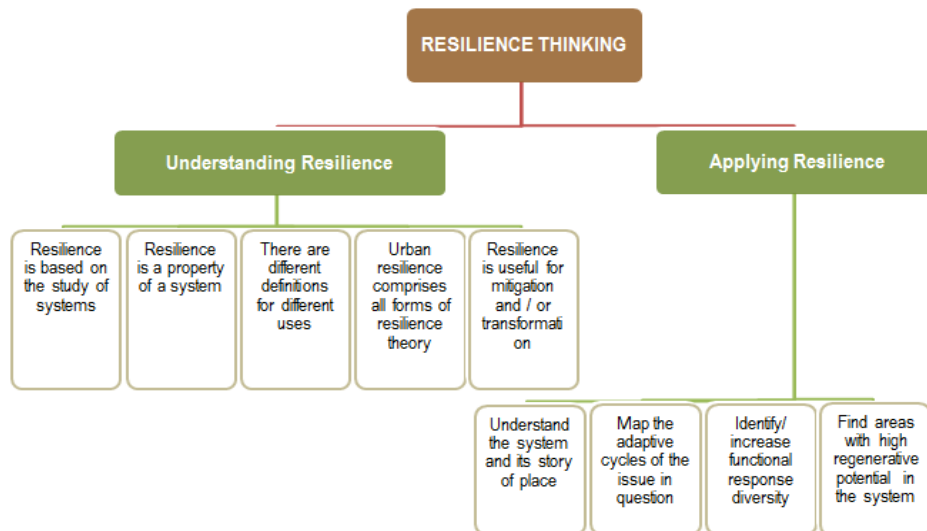 RESILIENCE THINKING
Understanding Resilience
Applying Resilience
Resilience
is based on
the study of
systems
Resilience
is a property
of a system
There are
different
definitions
for different
uses
Urban
resilience
comprises
all forms of
resilience
theory
Resilience
is useful for
mitigation
and / or
transformati
on
Understand
the system
and its story
of place
Map the
adaptive
cycles of the
issue in
question
Identify/
increase
functional
response
diversity
Find areas
with high
regenerative
potential in
the system